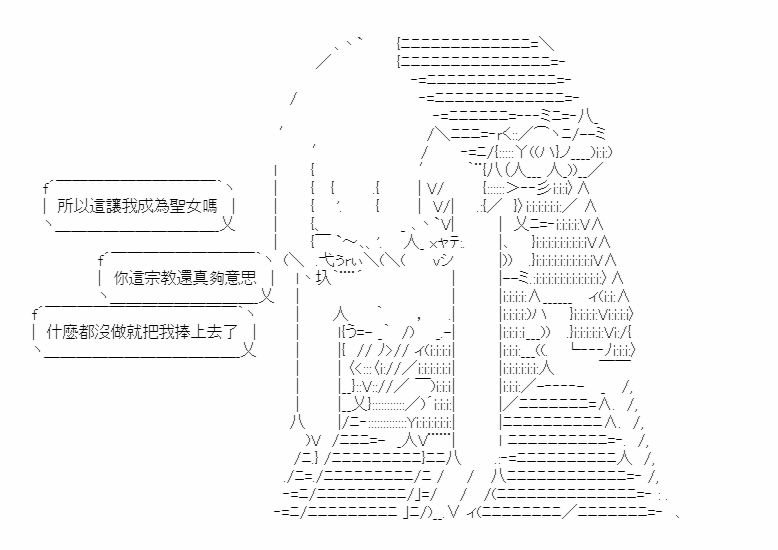 所以這讓我成為聖女嗎
你這宗教還真夠意思
什麼都沒做就把我捧上去了